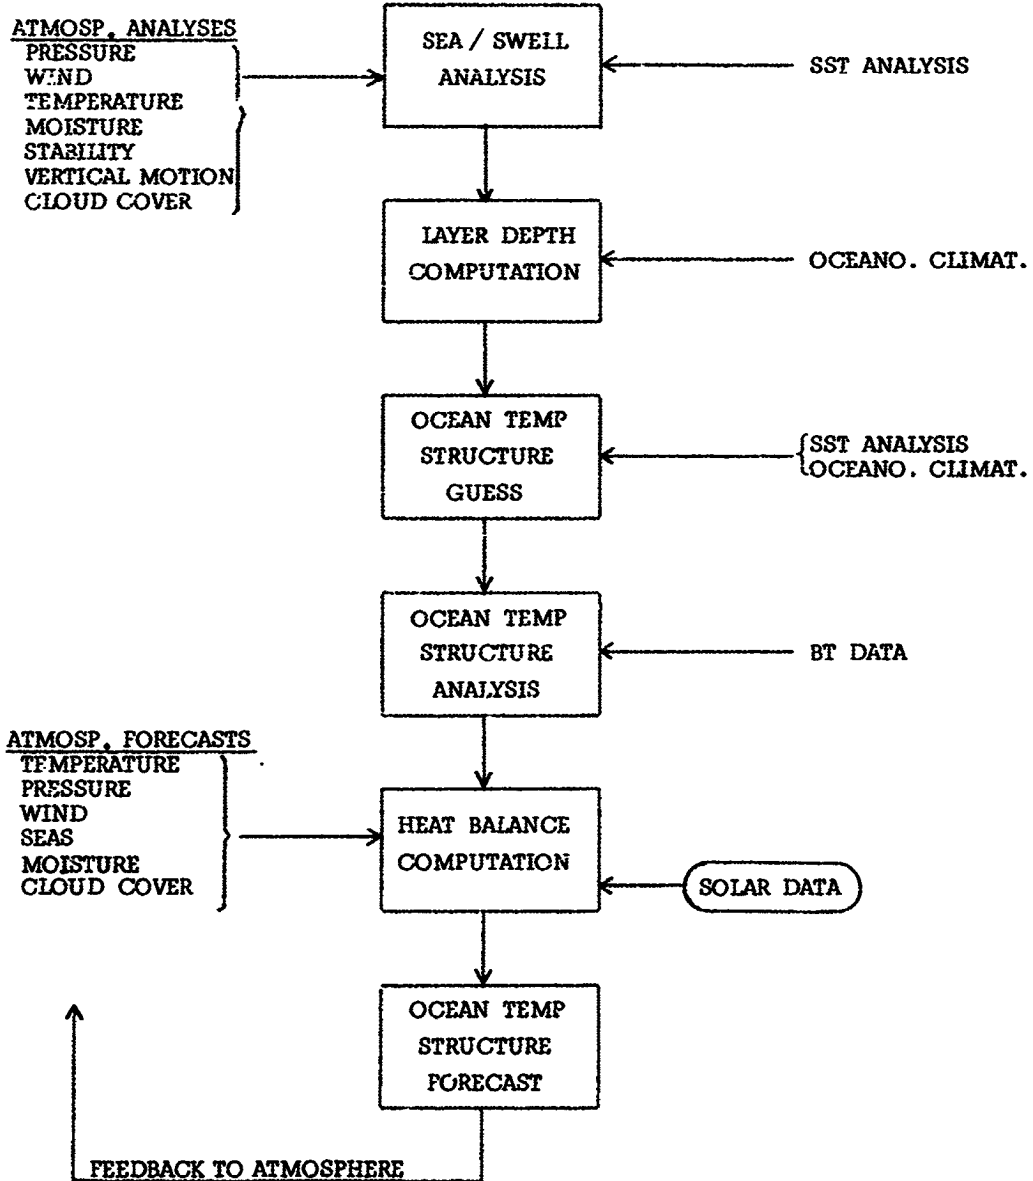 ATMOSP. ANALYSES
PRESSURE
WIND
TEMPERATURE
MOISTURE
STABILITY
VERTICAL MOTION
CLOUD COVER
SEA / SWELL
ANALYSIS
SST ANALYSIS
LAYER DEPTH
COMPUTATION
OCEANO. CLIMAT.
OCEAN TEMP
STRUCTURE
GUESS
SST ANALYSIS
OCEANO. CLIMAT.
OCEAN TEMP
STRUCTURE
ANALYSIS
BT DATA
ATMOSP. FORECASTS
TEMPERATURE
PRESSURE
WIND
SEAS
MOISTURE
CLOUD COVER
HEAT BALANCE
COMPUTATION
SOLAR DATA
OCEAN TEMP
STRUCTURE
FORECAST
FEEDBACK TO ATMOSPHERE